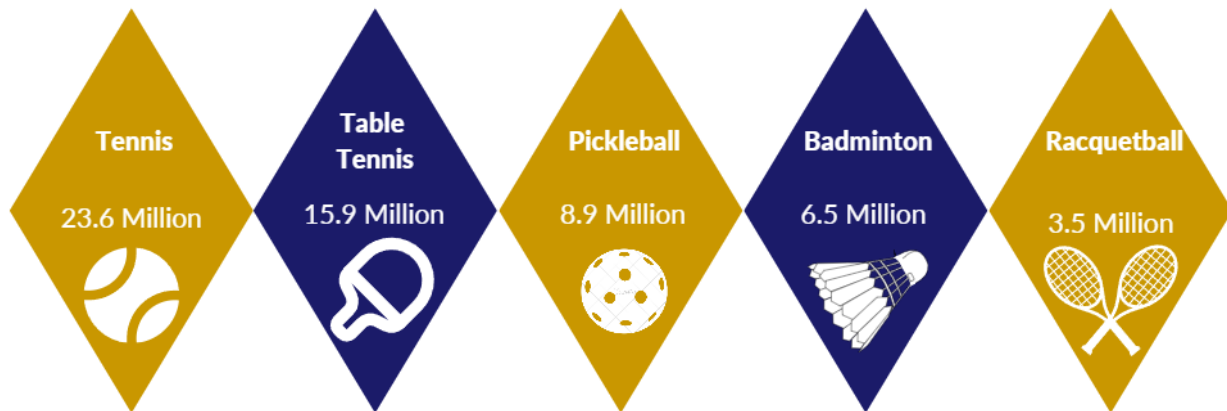 Tennis
23.6 Million
Table
Tennis
15.9 Million
Pickleball
8.9 Million
Badminton
6.5 Million
Racquetball
3.5 Million